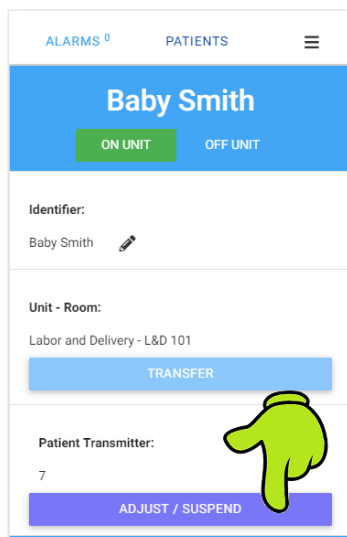 ALARMS 0 PATIENTS
Baby Smith
ON UNIT OFF UNIT
Identifier:
Baby Smith
Unit - Room:
Labor and Delivery - L&D 101
TRANSFER
Patient Transmitter:
7
ADJUST / SUSPEND